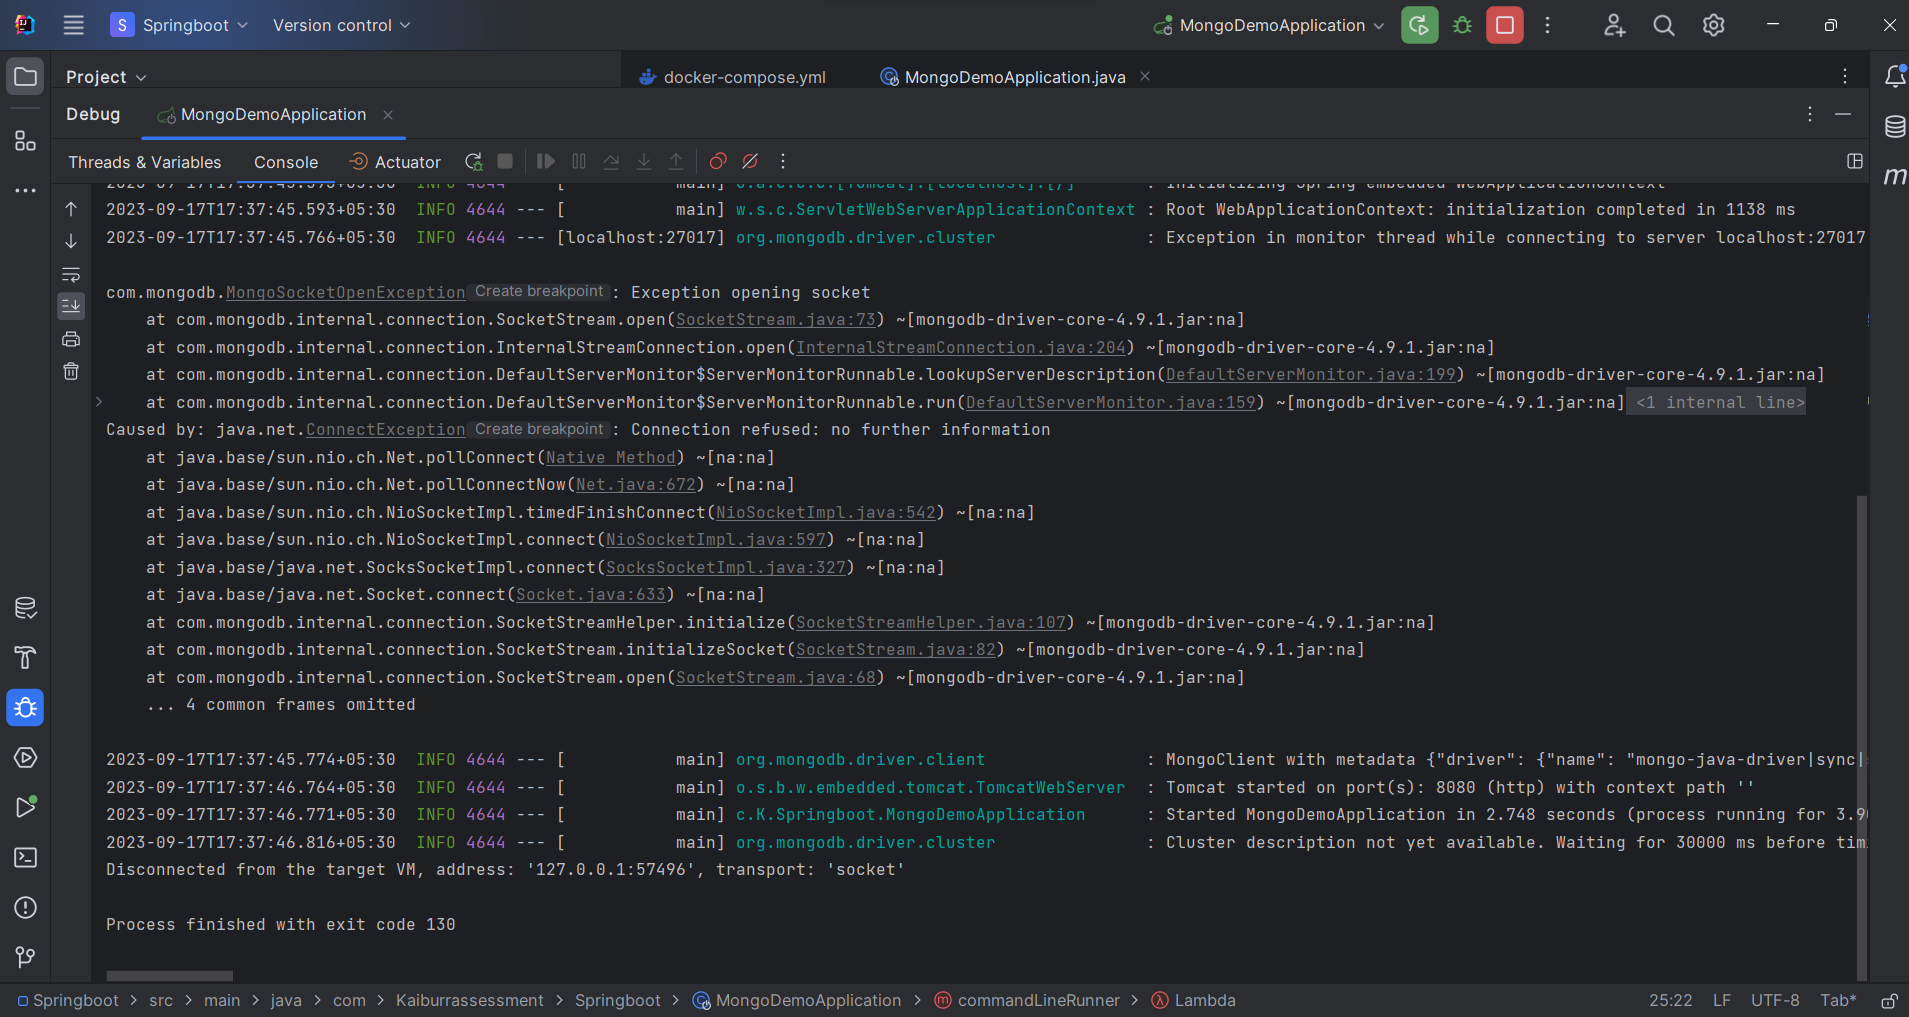 S Springboot Version control MongoDemoApplication
Project docker-compose.yml MongoDemoApplication.java
Debug MongoDemoApplication
Threads & Variables Console Actuator
2023-09-17T17:37:45.593+05:30  INFO 4644 --- [           main] o.a.c.c.C.[Tomcat].[localhost].[/]       : Initializing Spring embedded WebApplicationContext
2023-09-17T17:37:45.593+05:30  INFO 4644 --- [           main] w.s.c.ServletWebServerApplicationContext : Root WebApplicationContext: initialization completed in 1138 ms
2023-09-17T17:37:45.766+05:30  INFO 4644 --- [localhost:27017] org.mongodb.driver.cluster               : Exception in monitor thread while connecting to server localhost:27017
com.mongodb.MongoSocketOpenException Create breakpoint : Exception opening socket
at com.mongodb.internal.connection.SocketStream.open(SocketStream.java:73) ~[mongodb-driver-core-4.9.1.jar:na]
at com.mongodb.internal.connection.InternalStreamConnection.open(InternalStreamConnection.java:204) ~[mongodb-driver-core-4.9.1.jar:na]
at com.mongodb.internal.connection.DefaultServerMonitor$ServerMonitorRunnable.lookupServerDescription(DefaultServerMonitor.java:199) ~[mongodb-driver-core-4.9.1.jar:na]
at com.mongodb.internal.connection.DefaultServerMonitor$ServerMonitorRunnable.run(DefaultServerMonitor.java:159) ~[mongodb-driver-core-4.9.1.jar:na] <1 internal line>
Caused by: java.net.ConnectException Create breakpoint : Connection refused: no further information
at java.base/sun.nio.ch.Net.pollConnect(Native Method) ~[na:na]
at java.base/sun.nio.ch.Net.pollConnectNow(Net.java:672) ~[na:na]
at java.base/sun.nio.ch.NioSocketImpl.timedFinishConnect(NioSocketImpl.java:542) ~[na:na]
at java.base/sun.nio.ch.NioSocketImpl.connect(NioSocketImpl.java:597) ~[na:na]
at java.base/java.net.SocksSocketImpl.connect(SocksSocketImpl.java:327) ~[na:na]
at java.base/java.net.Socket.connect(Socket.java:633) ~[na:na]
at com.mongodb.internal.connection.SocketStreamHelper.initialize(SocketStreamHelper.java:107) ~[mongodb-driver-core-4.9.1.jar:na]
at com.mongodb.internal.connection.SocketStream.initializeSocket(SocketStream.java:82) ~[mongodb-driver-core-4.9.1.jar:na]
at com.mongodb.internal.connection.SocketStream.open(SocketStream.java:68) ~[mongodb-driver-core-4.9.1.jar:na]
... 4 common frames omitted
2023-09-17T17:37:45.774+05:30  INFO 4644 --- [           main] org.mongodb.driver.client                : MongoClient with metadata {"driver": {"name": "mongo-java-driver|sync|
2023-09-17T17:37:46.764+05:30  INFO 4644 --- [           main] o.s.b.w.embedded.tomcat.TomcatWebServer  : Tomcat started on port(s): 8080 (http) with context path ''
2023-09-17T17:37:46.771+05:30  INFO 4644 --- [           main] c.K.Springboot.MongoDemoApplication      : Started MongoDemoApplication in 2.748 seconds (process running for 3.9
2023-09-17T17:37:46.816+05:30  INFO 4644 --- [           main] org.mongodb.driver.cluster               : Cluster description not yet available. Waiting for 30000 ms before tim
Disconnected from the target VM, address: '127.0.0.1:57496', transport: 'socket'
Process finished with exit code 130
Springboot > src > main > java > com > Kaiburrassessment > Springboot > MongoDemoApplication > commandLineRunner > Lambda 25:22 LF UTF-8 Tab*